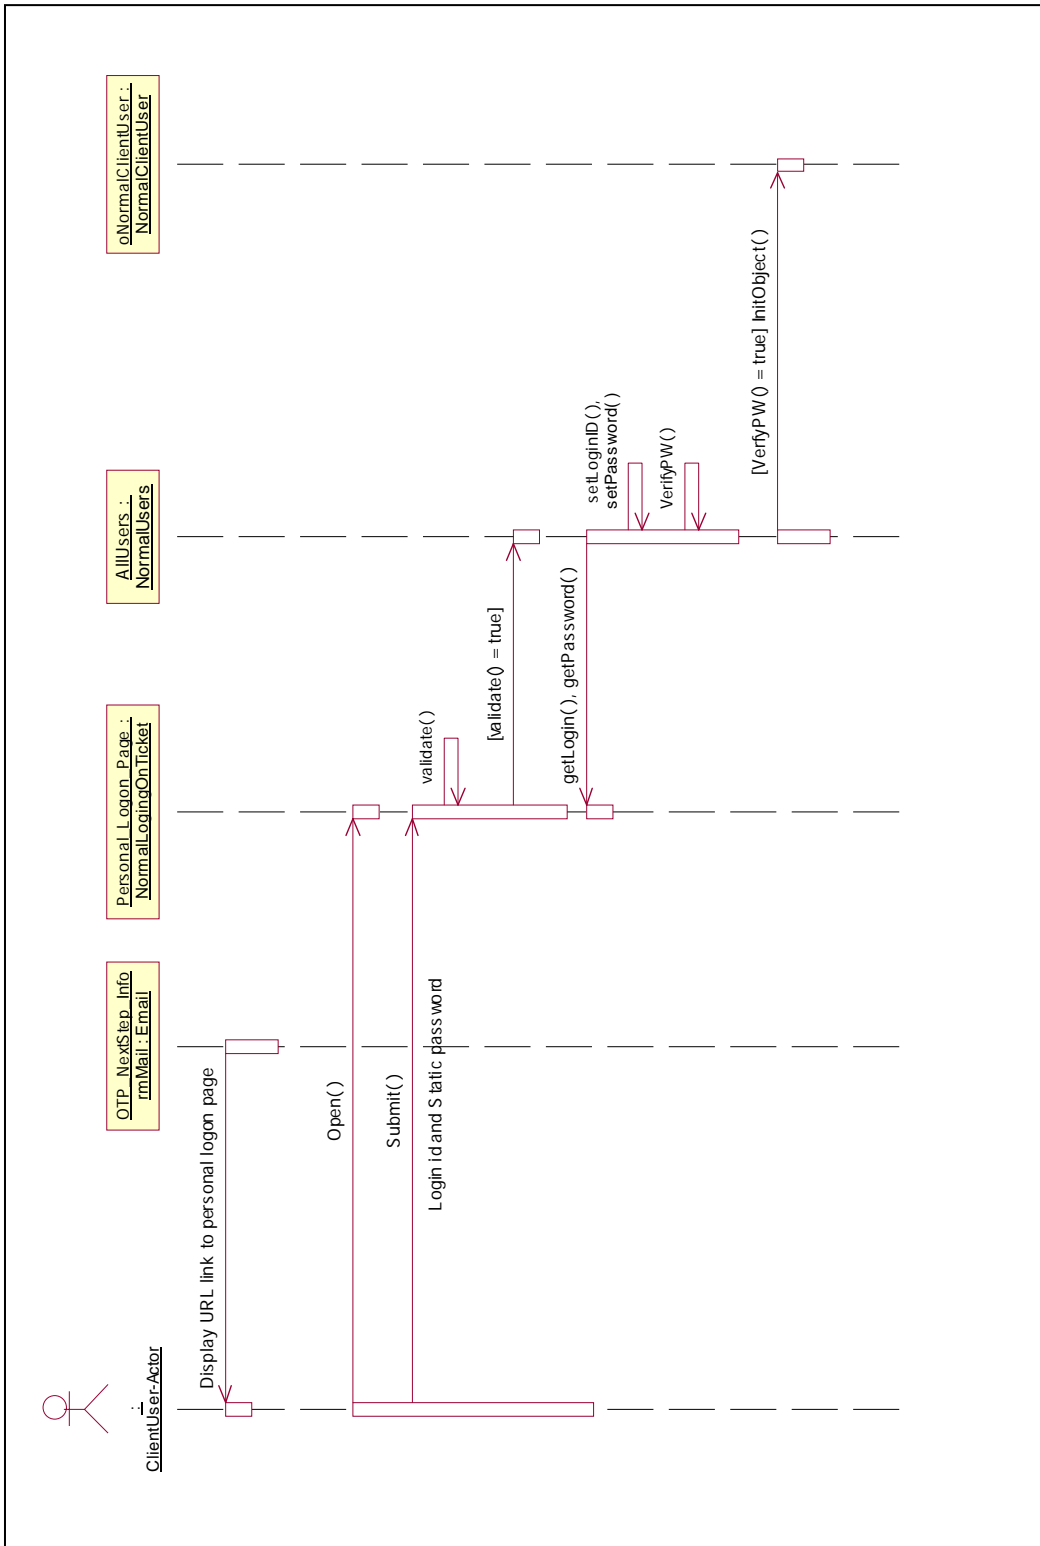 : 
ClientUser-Actor
OTP_NextStep_Info
rmMail : Email
Personal_Logon_Page :
NormalLogingOnTicket
AllUsers :
NormalUsers
oNormalClientUser :
NormalClientUser
Display URL link to personal logon page
Open()
Submit()
Login id and Static password
validate()
[validate() = true]
getLogin(), getPassword()
setLoginID(),
setPassword()
VerifyPW()
[VerfyPW() = true] InitObject()